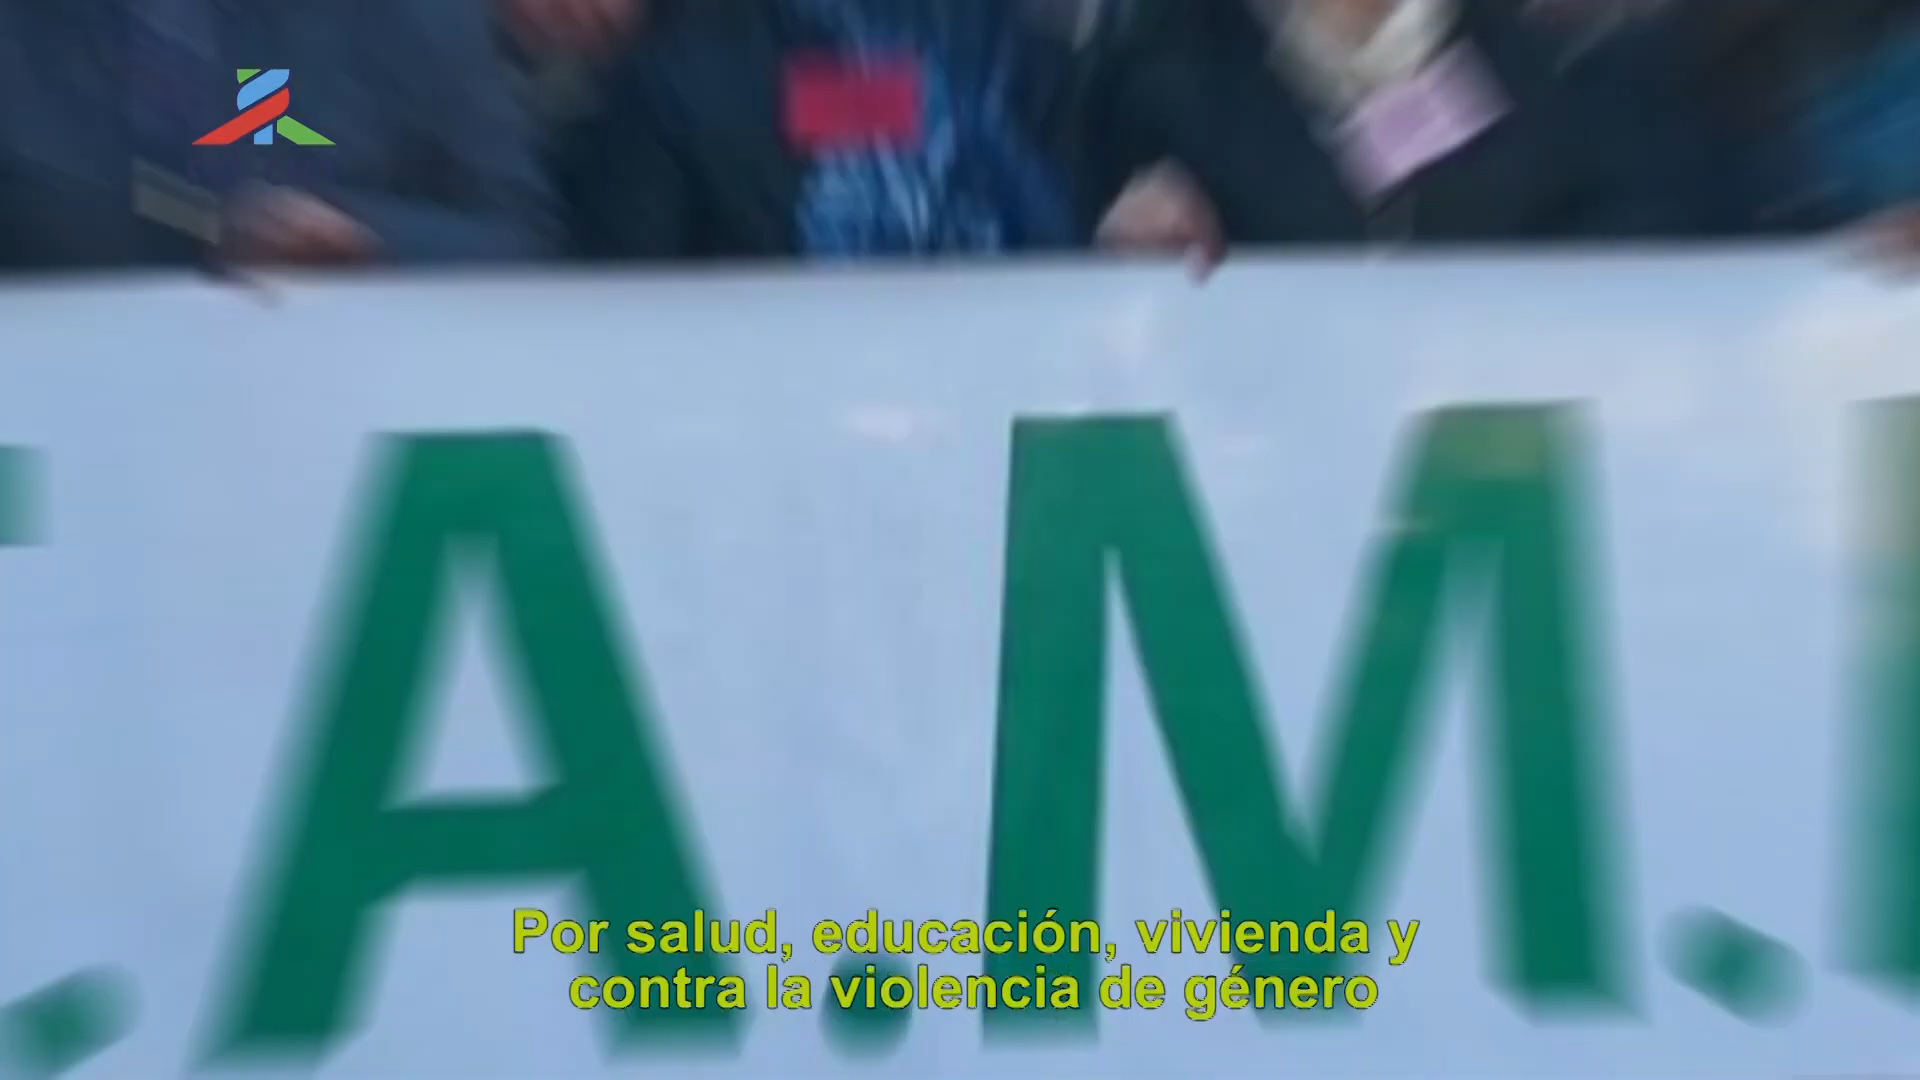 .A.M.
Por salud, educación, vivienda y
contra la violencia de género